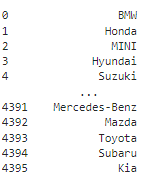 0 BMW
1 Honda
2 MINI
3 Hyundai
4 Suzuki
...
4391 Mercedes-Benz
4392 Mazda
4393 Toyota
4394 Subaru
4395 Kia